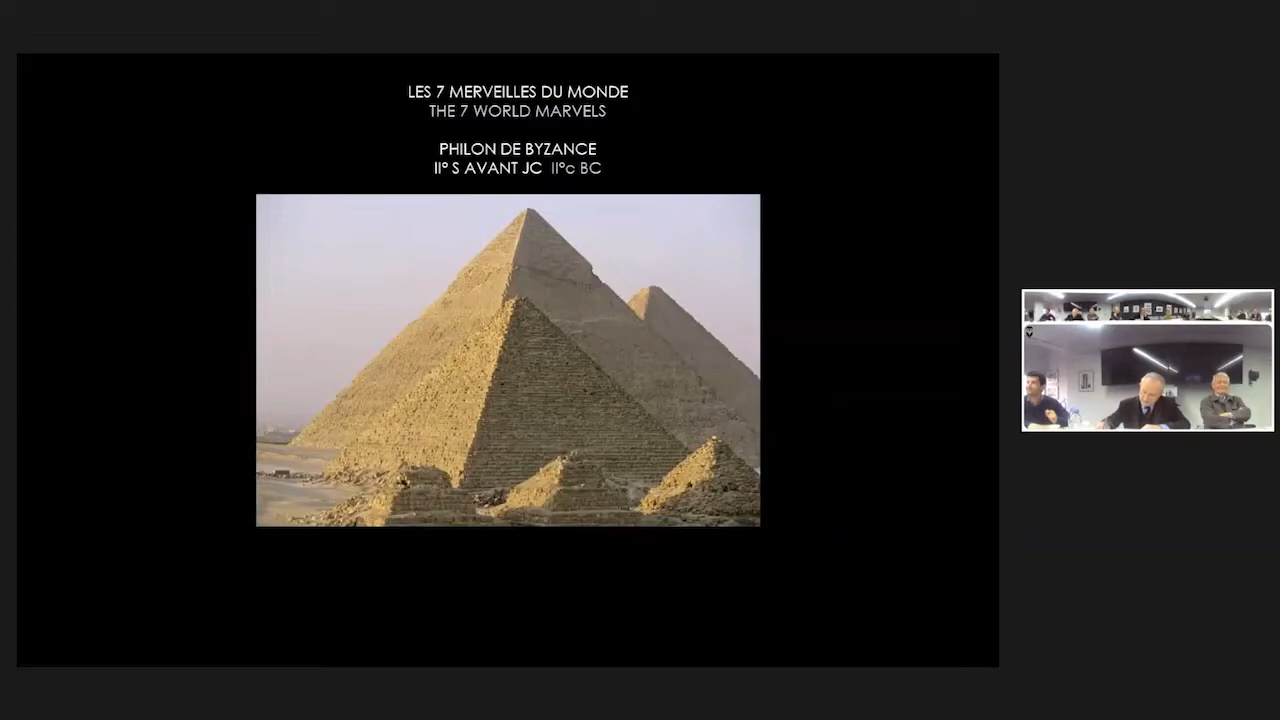 LES 7 MERVEILLES DU MONDE
THE 7 WORLD MARVELS
PHILON DE BYZANCE
II° S AVANT JC II°c BC